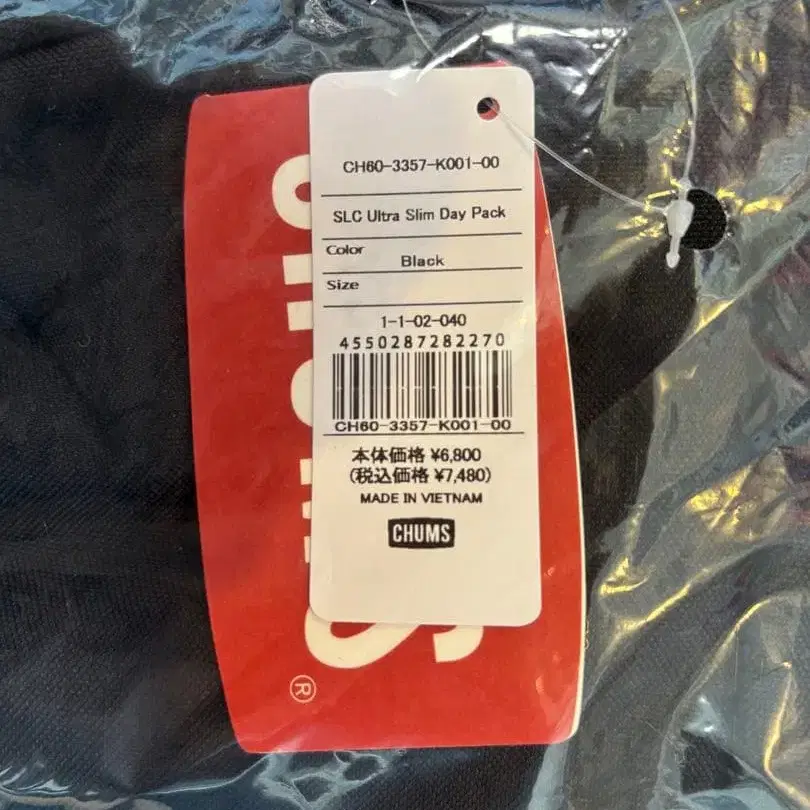 CH60-3357-K001-00
SLC Ultra Slim Day Pack
Color
Black
Size
1-1-02-040
4550287282270
CH60-3357-K001-00
本体価格 ¥6,800
(税込価格 ¥7,480)
MADE IN VIETNAM
CHUMS
®